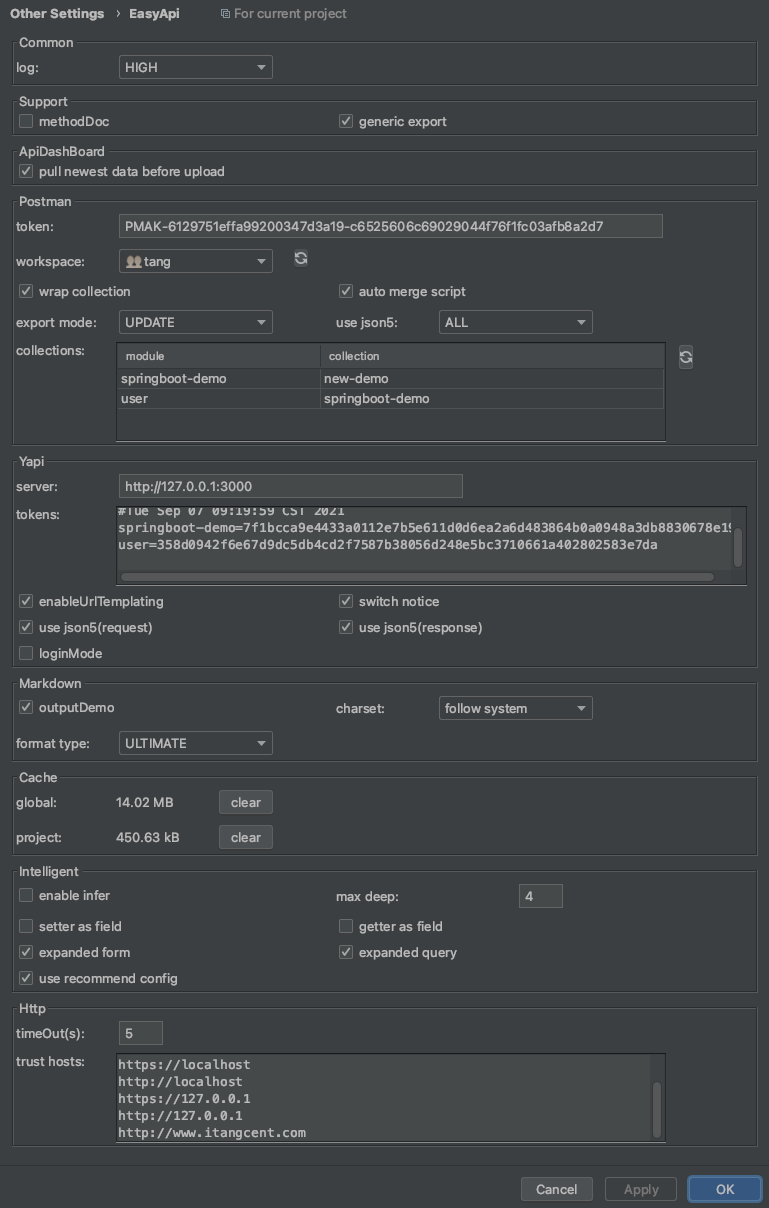 Other Settings › EasyApi For current project
Common
log: HIGH
Support
methodDoc generic export
ApiDashBoard
pull newest data before upload
Postman
token: PMAK-6129751effa99200347d3a19-c6525606c69029044f76f1fc03afb8a2d7
workspace: tang
wrap collection auto merge script
export mode: UPDATE use json5: ALL
collections: module collection
springboot-demo new-demo
user springboot-demo
Yapi
server: http://127.0.0.1:3000
tokens: #Tue Sep 07 09:19:59 CST 2021
springboot-demo=7f1bcca9e4433a0112e7b5e611d0d6ea2a6d483864b0a0948a3db8830678e19
user=358d0942f6e67d9dc5db4cd2f7587b38056d248e5bc3710661a402802583e7da
enableUrlTemplating switch notice
use json5(request) use json5(response)
loginMode
Markdown
outputDemo charset: follow system
format type: ULTIMATE
Cache
global: 14.02 MB clear
project: 450.63 kB clear
Intelligent
enable infer max deep: 4
setter as field getter as field
expanded form expanded query
use recommend config
Http
timeOut(s): 5
trust hosts: https://localhost
http://localhost
https://127.0.0.1
http://127.0.0.1
http://www.itangcent.com
Cancel Apply OK